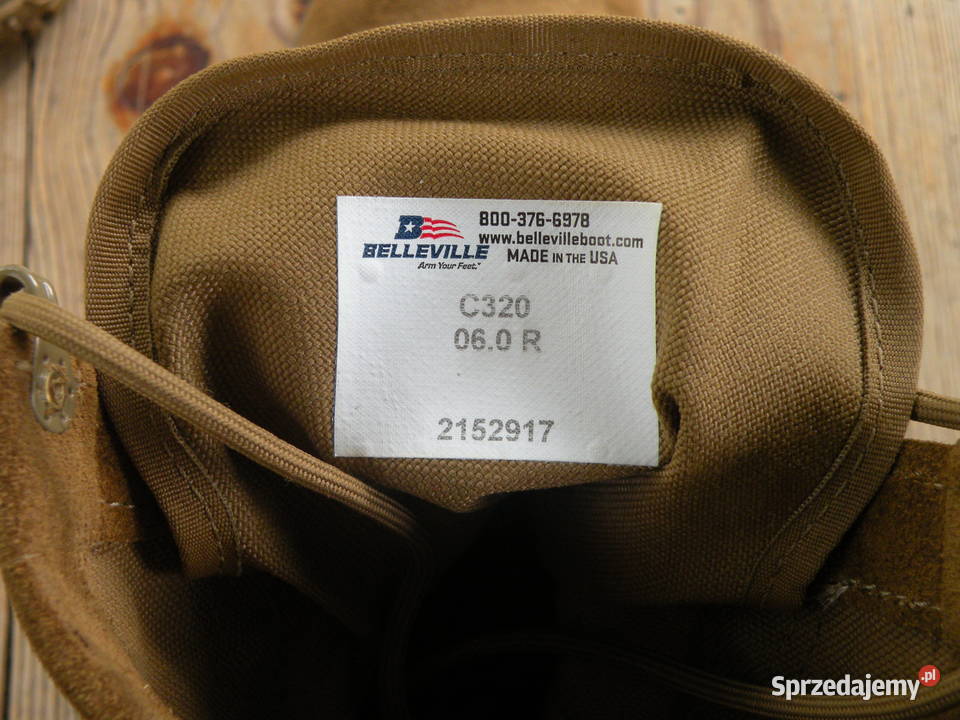 BELLEVILLE
Arm Your Feet.™
800-376-6978
www.bellevilleboot.com
MADE IN THE USA
C320
06.0 R
2152917
Sprzedajemy.pl